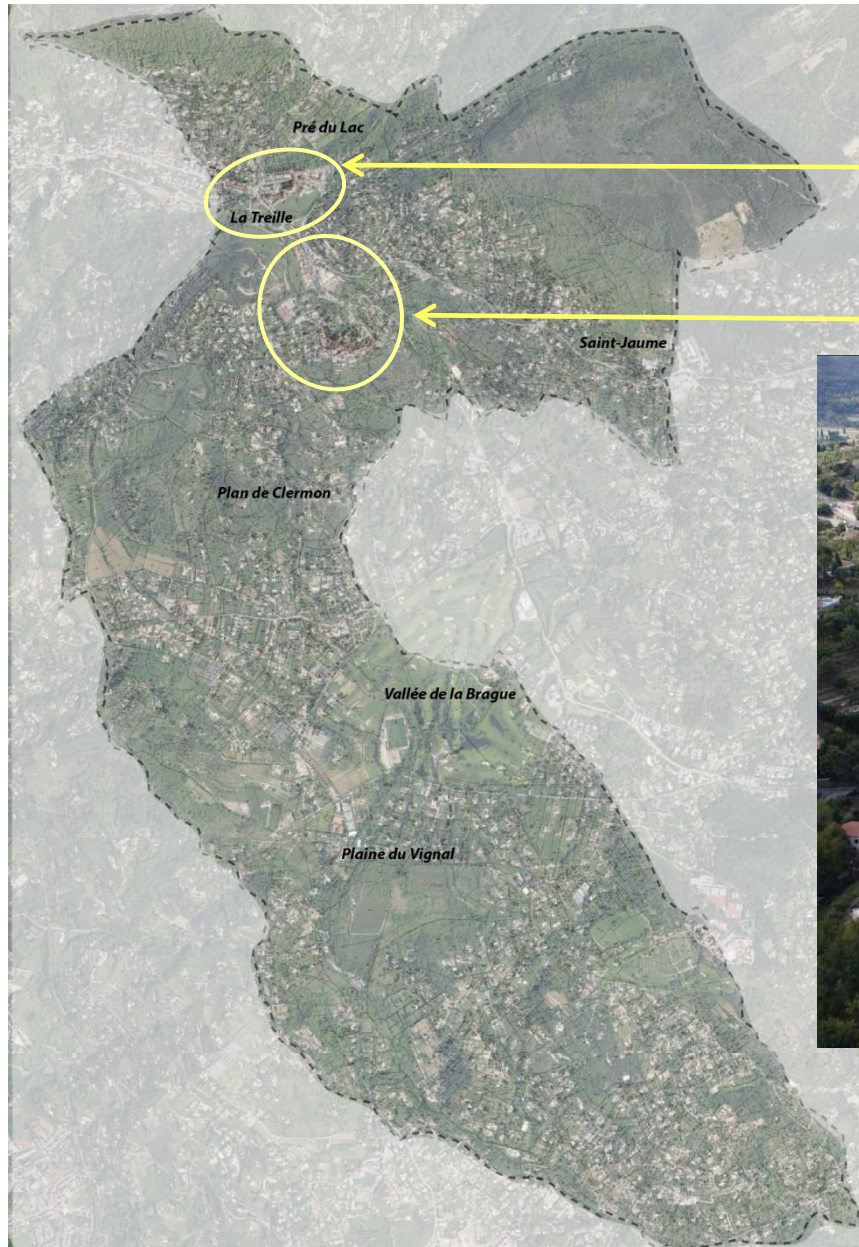 Pré du Lac
La Treille
Saint-Jaume
Plan de Clermon
Vallée de la Brague
Plaine du Vignal